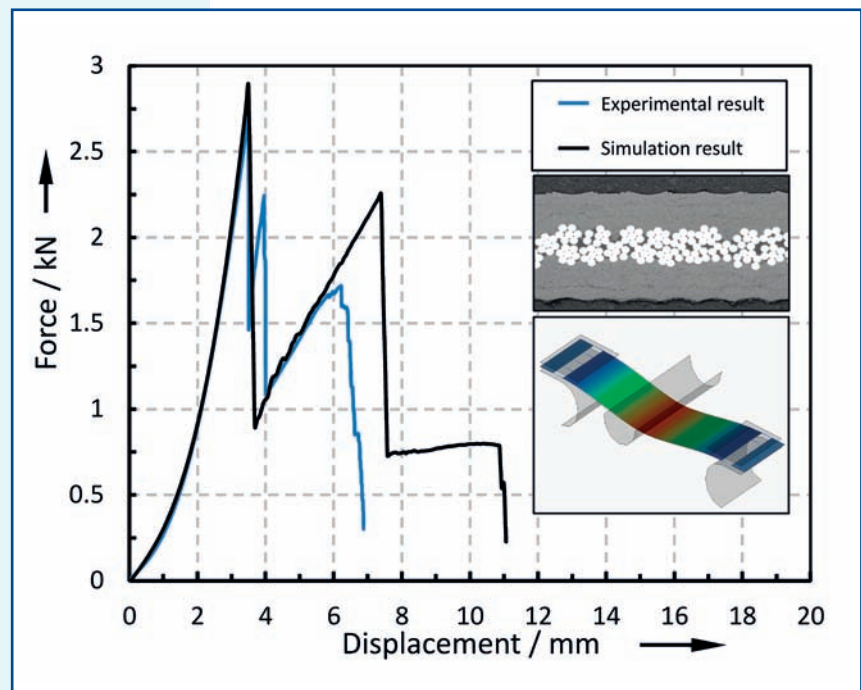 Force / kN
3
2.5
2
1.5
1
0.5
0
0 2 4 6 8 10 12 14 16 18 20
Displacement / mm
Experimental result
Simulation result